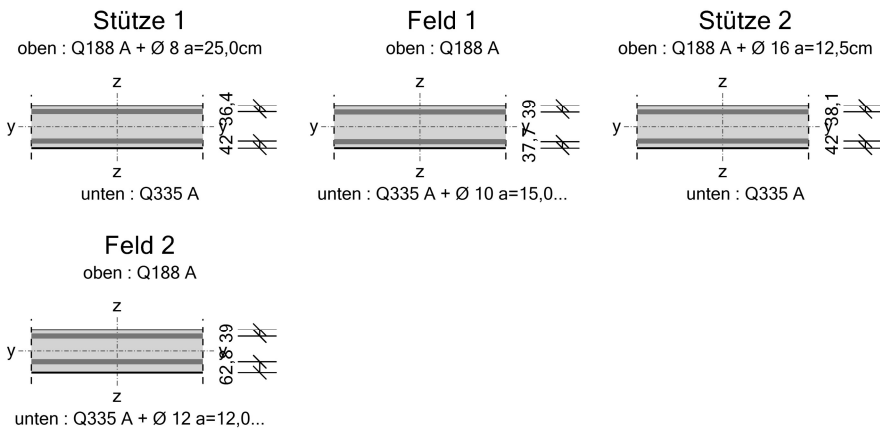 Stütze 1
oben : Q188 A + Ø 8 a=25,0cm
z
y
y
36,4
42
z
unten : Q335 A
Feld 1
oben : Q188 A
z
y
y
39
37,7
z
unten : Q335 A + Ø 10 a=15,0...
Stütze 2
oben : Q188 A + Ø 16 a=12,5cm
z
y
y
38,1
42
z
unten : Q335 A
Feld 2
oben : Q188 A
z
y
y
39
62,8
z
unten : Q335 A + Ø 12 a=12,0...